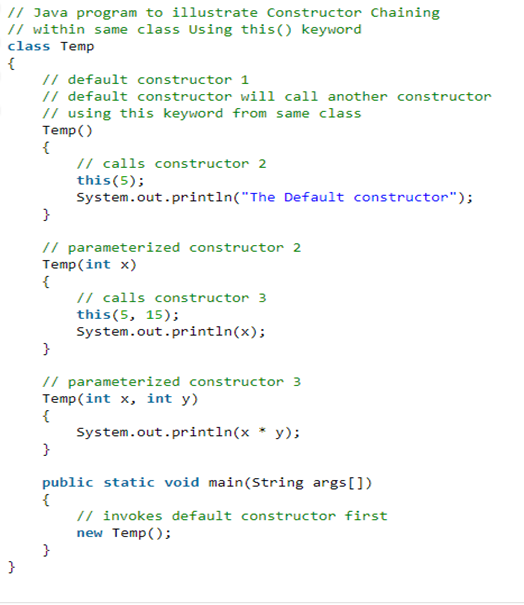 // Java program to illustrate Constructor Chaining
// within same class Using this() keyword
class Temp
{
    // default constructor 1
    // default constructor will call another constructor
    // using this keyword from same class
    Temp()
    {
        // calls constructor 2
        this(5);
        System.out.println("The Default constructor");
    }

    // parameterized constructor 2
    Temp(int x)
    {
        // calls constructor 3
        this(5, 15);
        System.out.println(x);
    }

    // parameterized constructor 3
    Temp(int x, int y)
    {
        System.out.println(x * y);
    }

    public static void main(String args[])
    {
        // invokes default constructor first
        new Temp();
    }
}